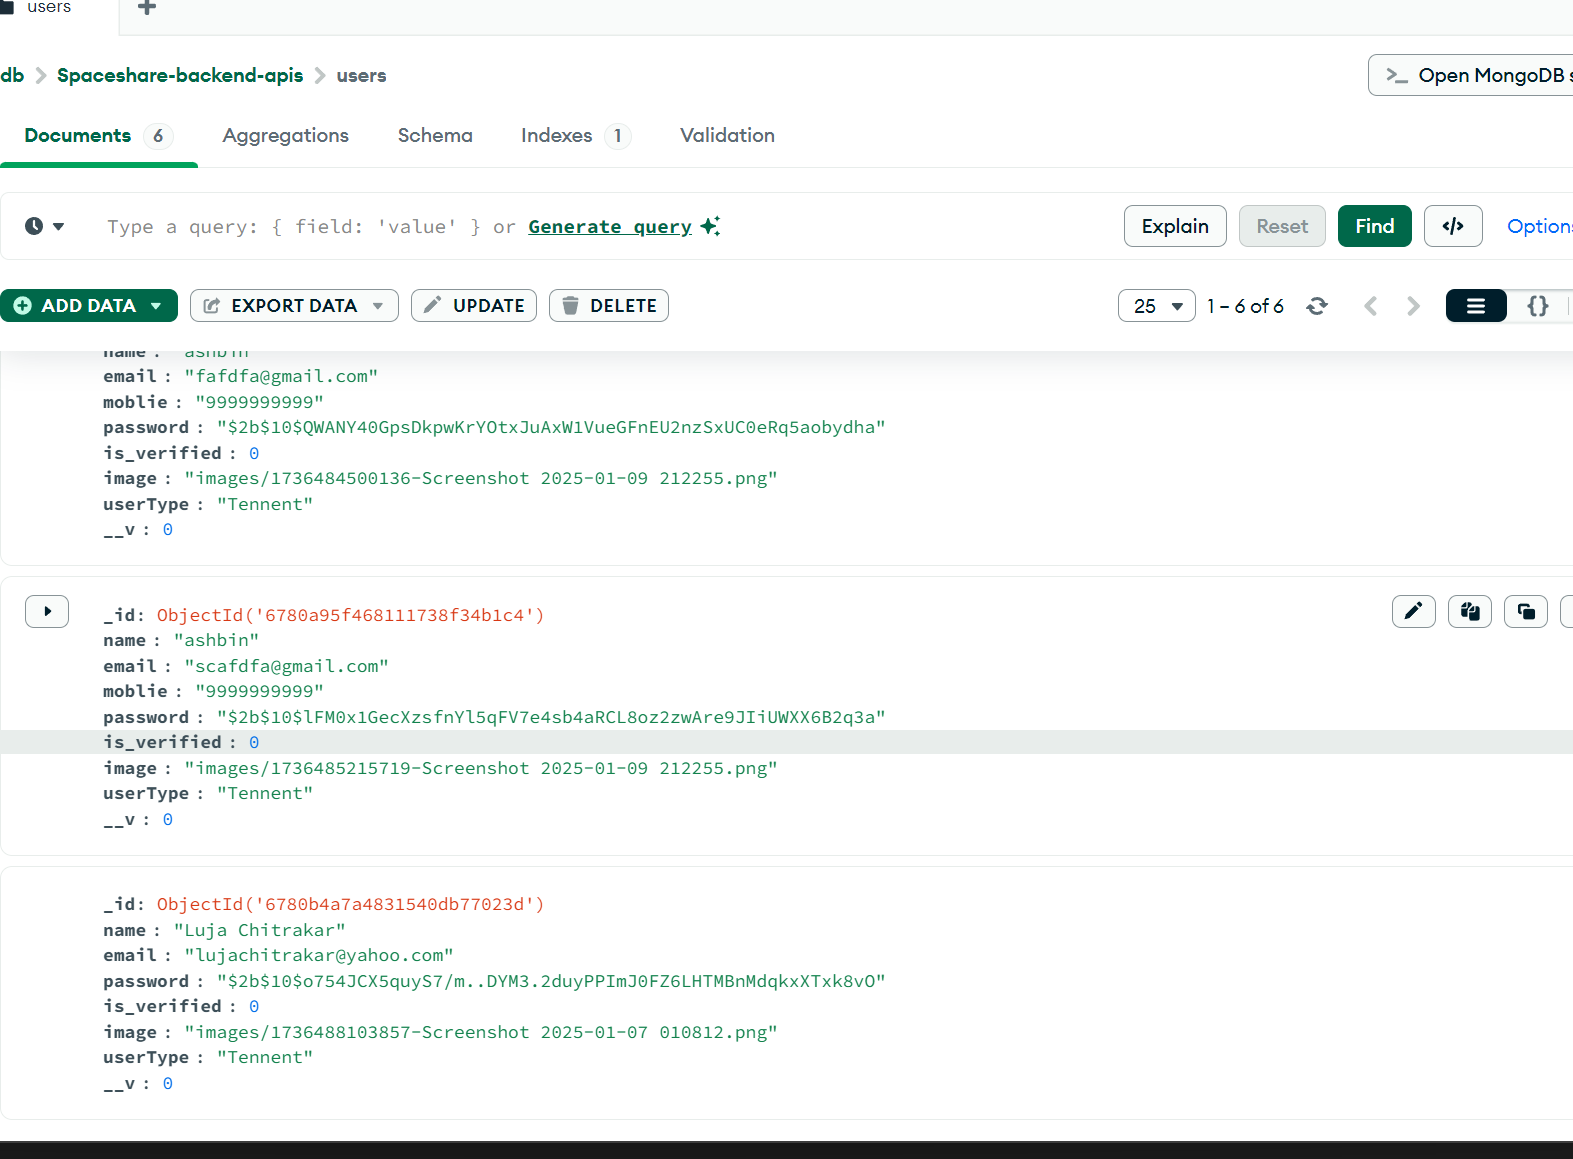 users
db > Spaceshare-backend-apis > users
>_ Open MongoDB
Documents 6 Aggregations Schema Indexes 1 Validation
Type a query: { field: 'value' } or Generate query
Explain Reset Find </> Option
ADD DATA EXPORT DATA UPDATE DELETE
25 1 – 6 of 6 {}
name : "ashbin"
email : "fafdfa@gmail.com"
moblie : "9999999999"
password : "$2b$10$QWANY40GpsDkpwKrYOtxJuAxW1VueGFnEU2nzSxUC0eRq5aobydha"
is_verified : 0
image : "images/1736484500136-Screenshot 2025-01-09 212255.png"
userType : "Tennent"
__v : 0
_id: ObjectId('6780a95f468111738f34b1c4')
name : "ashbin"
email : "scafdfa@gmail.com"
moblie : "9999999999"
password : "$2b$10$lFM0x1GecXzsfnYl5qFV7e4sb4aRCL8oz2zwAre9JIiUWXX6B2q3a"
is_verified : 0
image : "images/1736485215719-Screenshot 2025-01-09 212255.png"
userType : "Tennent"
__v : 0
_id: ObjectId('6780b4a7a4831540db77023d')
name : "Luja Chitrakar"
email : "lujachitrakar@yahoo.com"
password : "$2b$10$o754JCX5quyS7/m..DYM3.2duyPPImJ0FZ6LHTMBnMdqkxXTxk8vO"
is_verified : 0
image : "images/1736488103857-Screenshot 2025-01-07 010812.png"
userType : "Tennent"
__v : 0